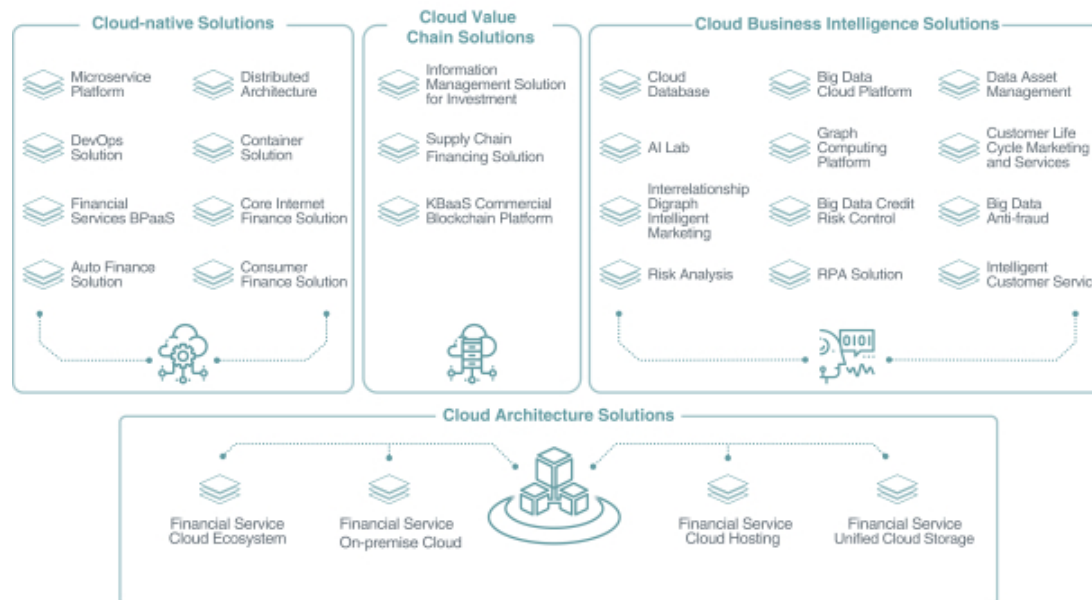 Cloud-native Solutions
Microservice
Platform
Distributed
Architecture
DevOps
Solution
Container
Solution
Financial
Services BPaaS
Core Internet
Finance Solution
Auto Finance
Solution
Consumer
Finance Solution
Cloud Value
Chain Solutions
Information
Management Solution
for Investment
Supply Chain
Financing Solution
KBaaS Commercial
Blockchain Platform
Cloud Business Intelligence Solutions
Cloud
Database
Big Data
Cloud Platform
Data Asset
Management
AI Lab
Graph
Computing
Platform
Customer Life
Cycle Marketing
and Services
Interrelationship
Digraph
Intelligent
Marketing
Big Data Credit
Risk Control
Big Data
Anti-fraud
Risk Analysis
RPA Solution
Intelligent
Customer Servic
0101
Cloud Architecture Solutions
Financial Service
Cloud Ecosystem
Financial Service
On-premise Cloud
Financial Service
Cloud Hosting
Financial Service
Unified Cloud Storage